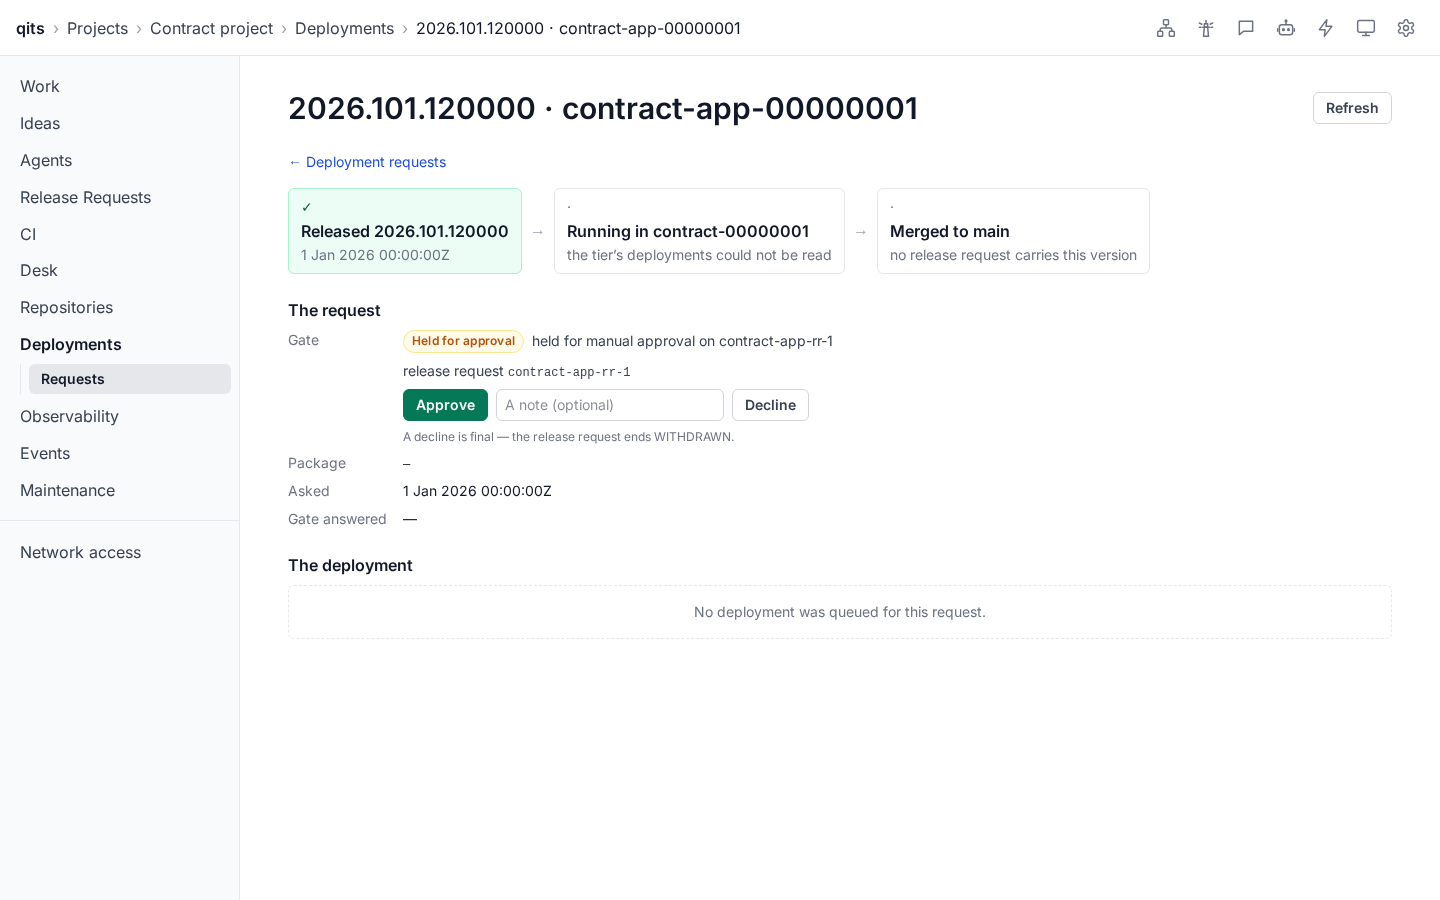 qits › Projects › Contract project › Deployments › 2026.101.120000 · contract-app-00000001
Work
Ideas
Agents
Release Requests
CI
Desk
Repositories
Deployments
Requests
Observability
Events
Maintenance
Network access
2026.101.120000 · contract-app-00000001
Refresh
← Deployment requests
✓
Released 2026.101.120000
1 Jan 2026 00:00:00Z
→
·
Running in contract-00000001
the tier’s deployments could not be read
→
·
Merged to main
no release request carries this version
The request
Gate
Held for approval held for manual approval on contract-app-rr-1
release request contract-app-rr-1
Approve A note (optional) Decline
A decline is final — the release request ends WITHDRAWN.
Package –
Asked 1 Jan 2026 00:00:00Z
Gate answered —
The deployment
No deployment was queued for this request.